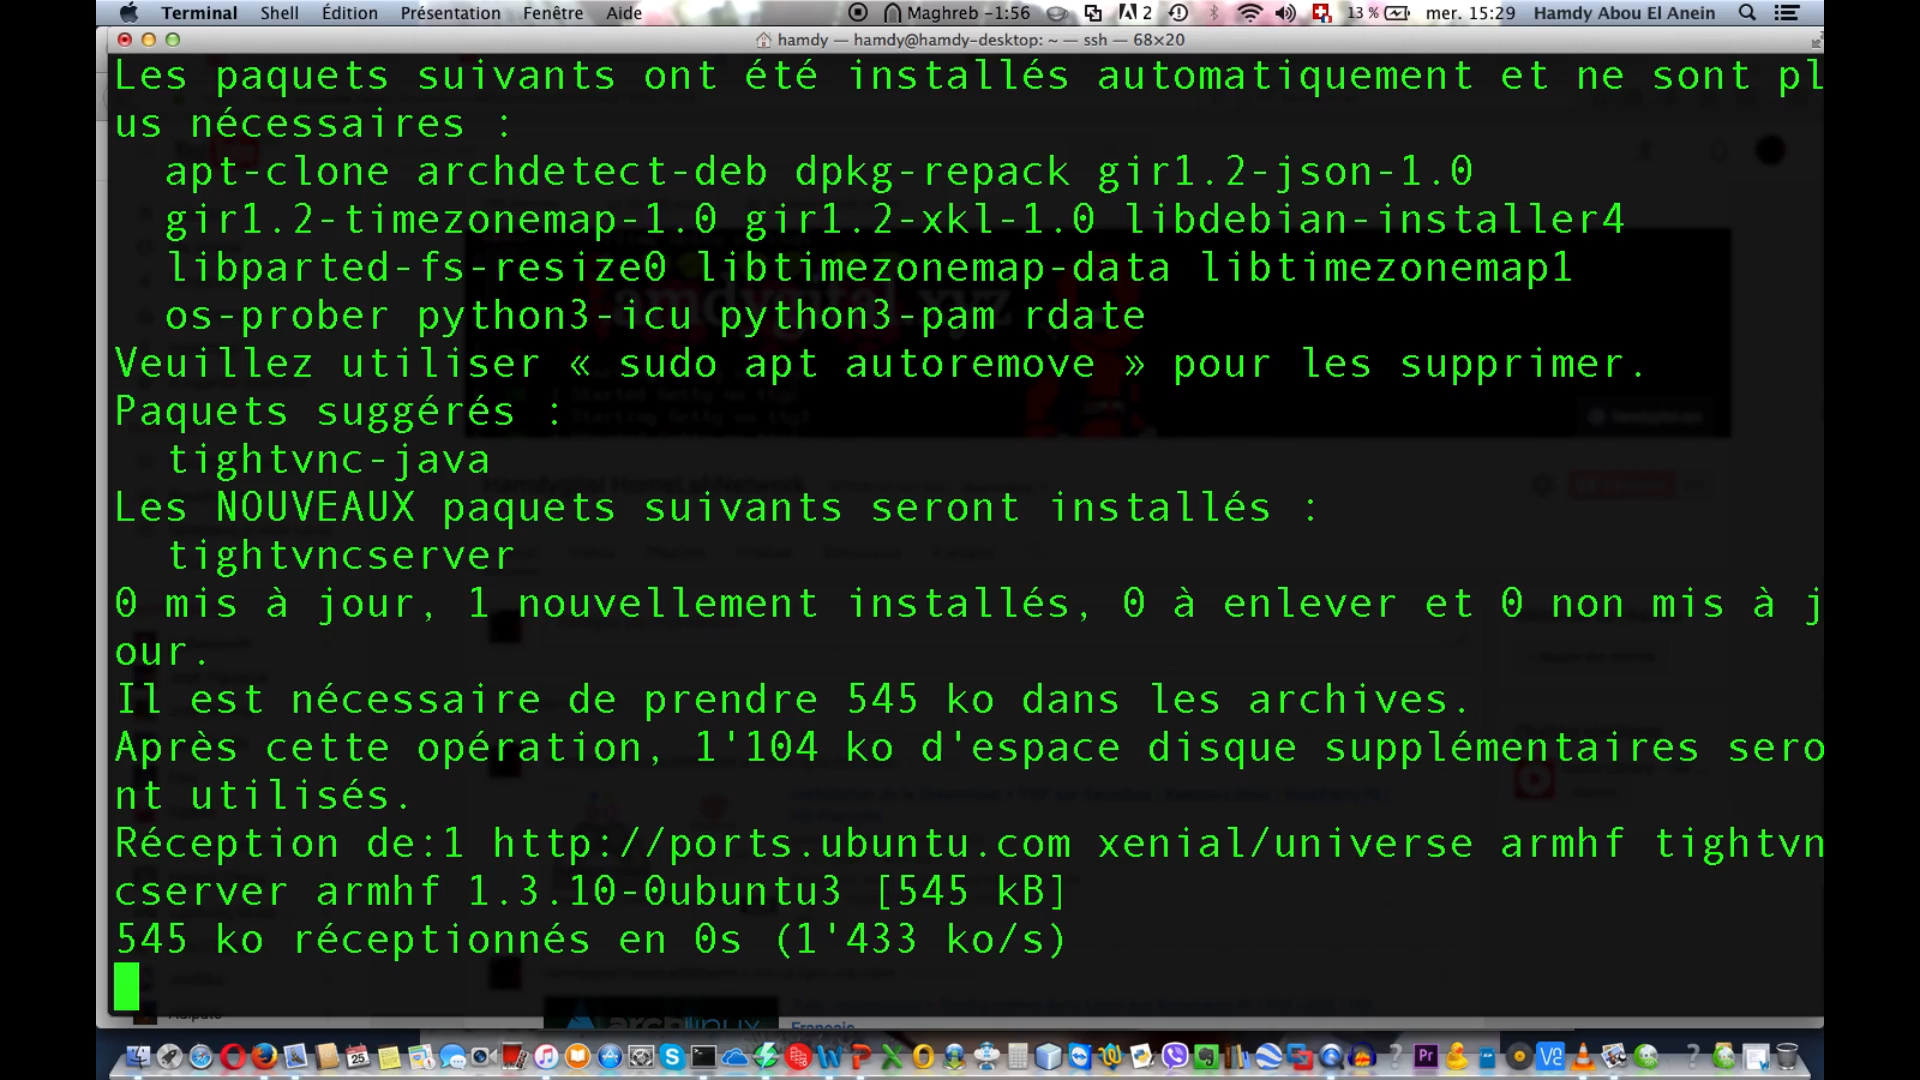 Terminal Shell Édition Présentation Fenêtre Aide Maghreb -1:56 2 13 % mer. 15:29 Hamdy Abou El Anein
hamdy — hamdy@hamdy-desktop: ~ — ssh — 68×20
Les paquets suivants ont été installés automatiquement et ne sont pl
us nécessaires :
apt-clone archdetect-deb dpkg-repack gir1.2-json-1.0
gir1.2-timezonemap-1.0 gir1.2-xkl-1.0 libdebian-installer4
libparted-fs-resize0 libtimezonemap-data libtimezonemap1
os-prober python3-icu python3-pam rdate
Veuillez utiliser « sudo apt autoremove » pour les supprimer.
Paquets suggérés :
tightvnc-java
Les NOUVEAUX paquets suivants seront installés :
tightvncserver
0 mis à jour, 1 nouvellement installés, 0 à enlever et 0 non mis à j
our.
Il est nécessaire de prendre 545 ko dans les archives.
Après cette opération, 1'104 ko d'espace disque supplémentaires sero
nt utilisés.
Réception de:1 http://ports.ubuntu.com xenial/universe armhf tightvn
cserver armhf 1.3.10-0ubuntu3 [545 kB]
545 ko réceptionnés en 0s (1'433 ko/s)